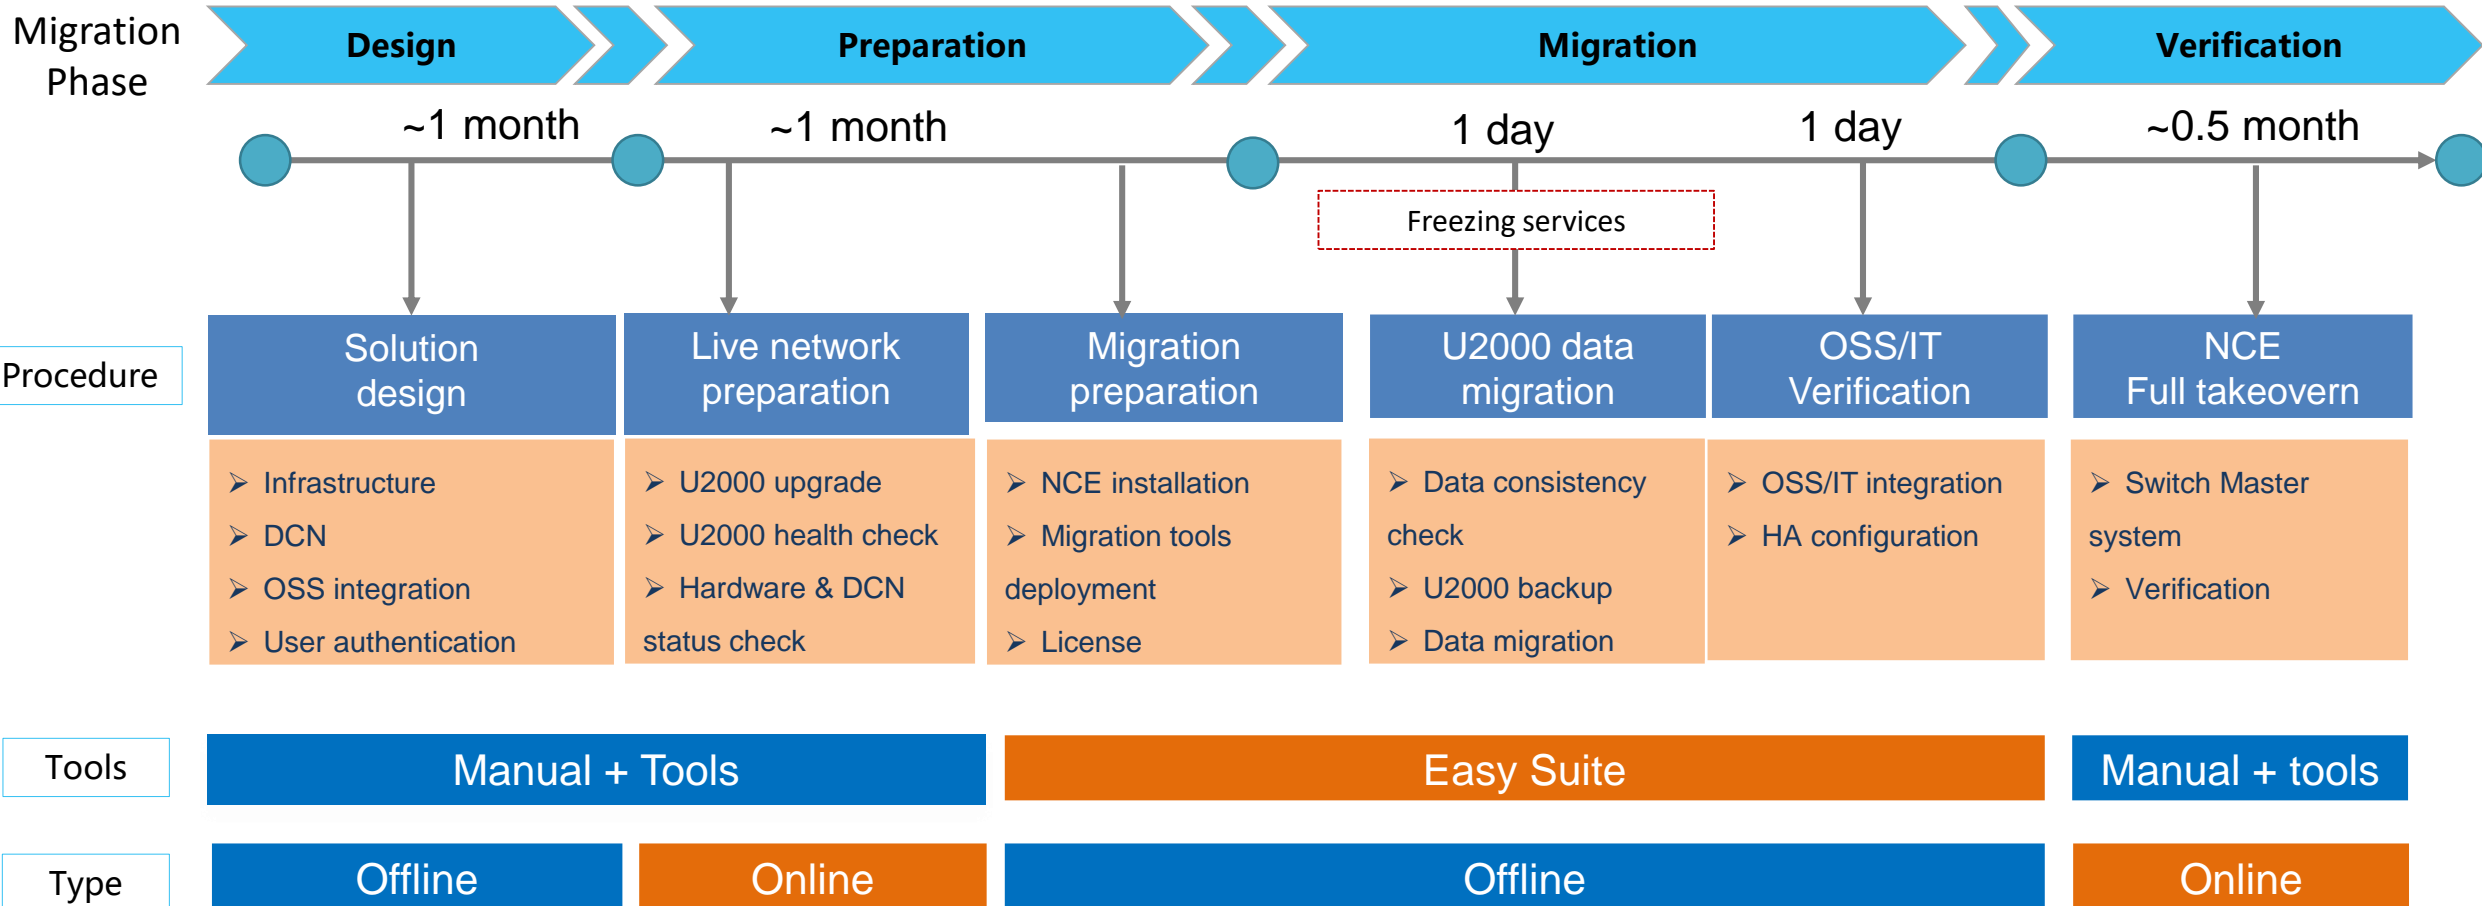 Migration
Phase
Design
Preparation
Migration
Verification
~1 month
~1 month
1 day
1 day
~0.5 month
Freezing services
Procedure
Solution
design
Live network
preparation
Migration
preparation
U2000 data
migration
OSS/IT
Verification
NCE
Full takeovern
➢ Infrastructure
➢ DCN
➢ OSS integration
➢ User authentication
➢ U2000 upgrade
➢ U2000 health check
➢ Hardware & DCN
status check
➢ NCE installation
➢ Migration tools
deployment
➢ License
➢ Data consistency
check
➢ U2000 backup
➢ Data migration
➢ OSS/IT integration
➢ HA configuration
➢ Switch Master
system
➢ Verification
Tools
Manual + Tools
Easy Suite
Manual + tools
Type
Offline
Online
Offline
Online